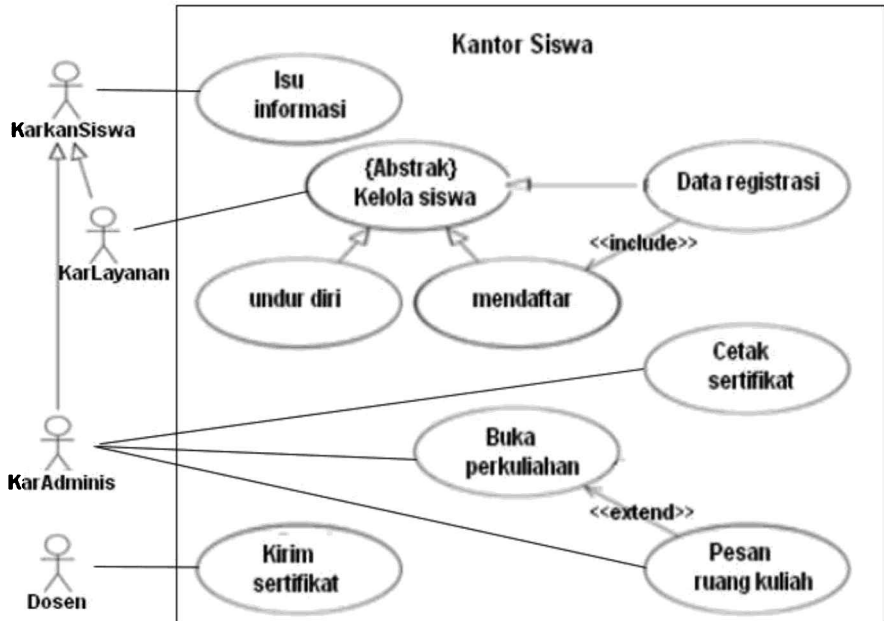 Kantor Siswa
Isu
informasi
KarkanSiswa
{Abstrak}
Kelola siswa
Data registrasi
<<include>>
KarLayanan
undur diri
mendaftar
Cetak
sertifikat
Buka
perkuliahan
KarAdminis
<<extend>>
Kirim
sertifikat
Pesan
ruang kuliah
Dosen